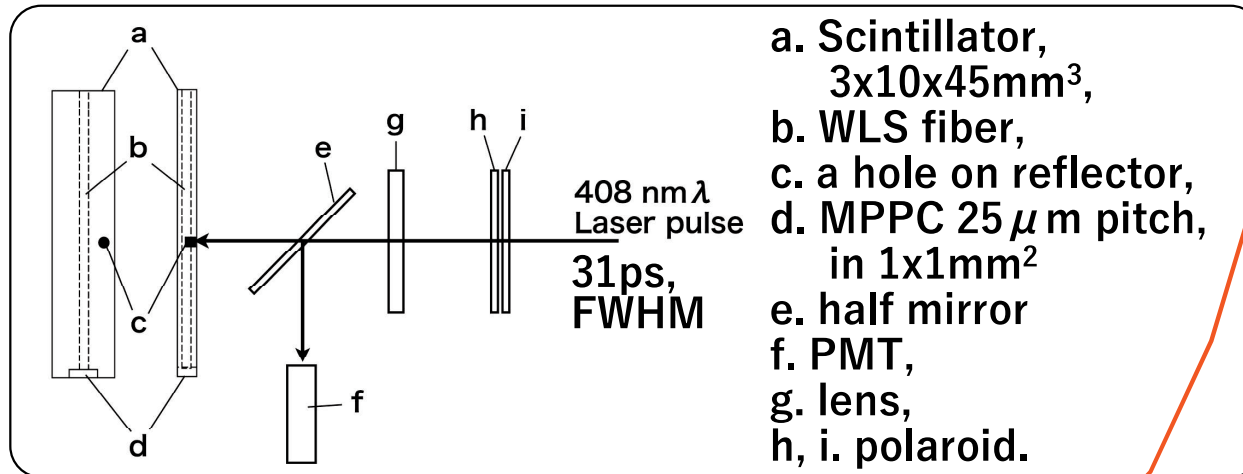 a
b
c
d
e
f
g
h i
408 nmλ
Laser pulse
31ps,
FWHM
a. Scintillator,
3x10x45mm³,
b. WLS fiber,
c. a hole on reflector,
d. MPPC 25μm pitch,
in 1x1mm²
e. half mirror
f. PMT,
g. lens,
h, i. polaroid.